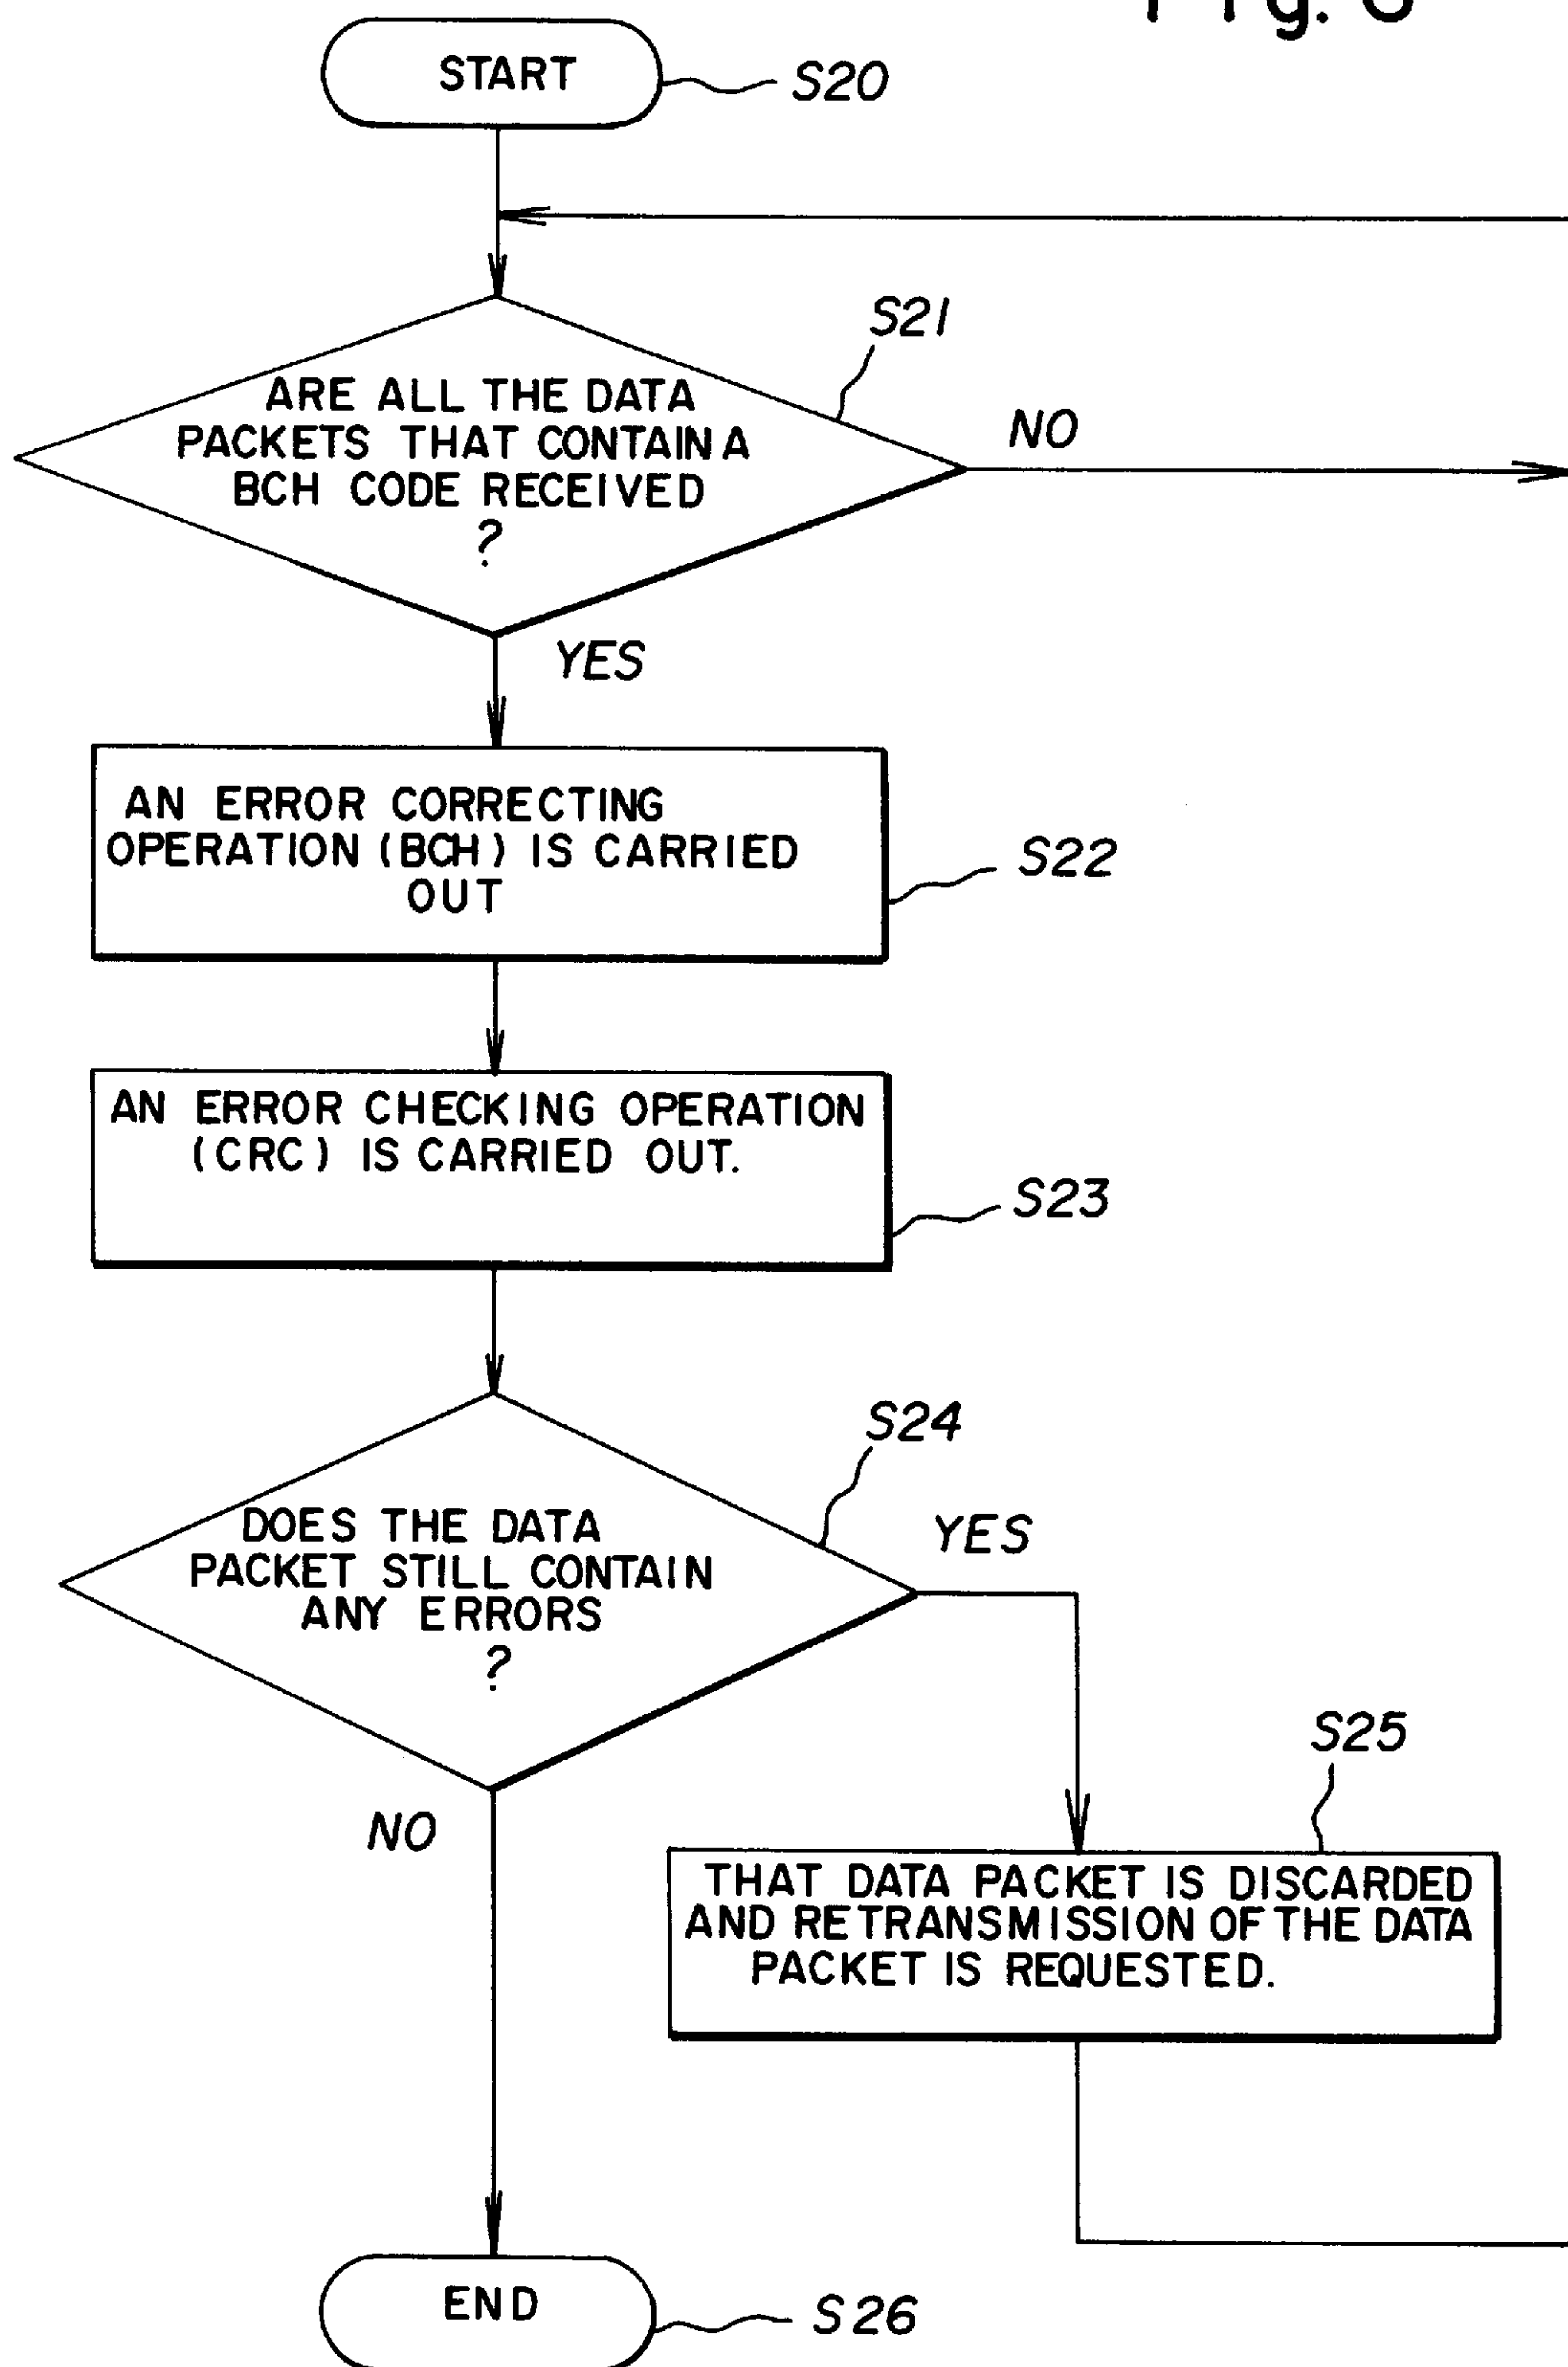 START
S20
S21
ARE ALL THE DATA
PACKETS THAT CONTAIN A
BCH CODE RECEIVED
?
NO
YES
AN ERROR CORRECTING
OPERATION (BCH) IS CARRIED
OUT
S22
AN ERROR CHECKING OPERATION
(CRC) IS CARRIED OUT.
S23
S24
DOES THE DATA
PACKET STILL CONTAIN
ANY ERRORS
?
YES
NO
S25
THAT DATA PACKET IS DISCARDED
AND RETRANSMISSION OF THE DATA
PACKET IS REQUESTED.
END
S26